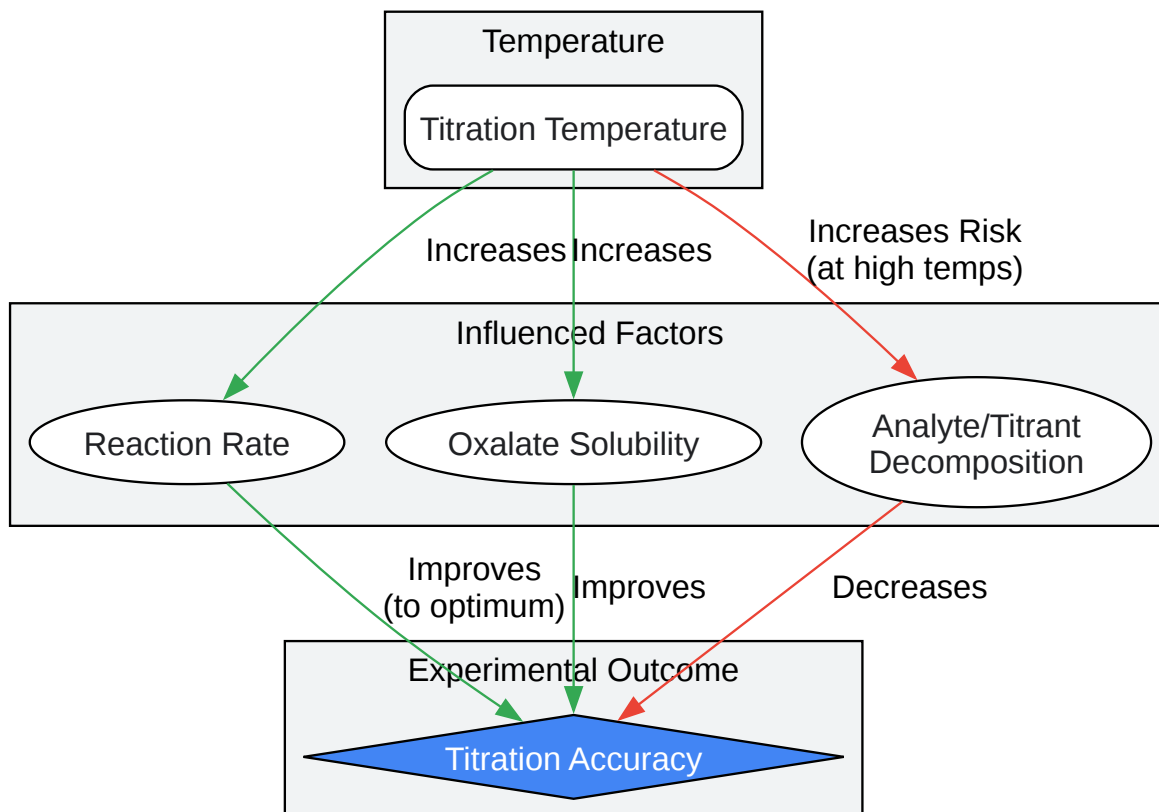 Temperature
Titration Temperature
Increases
Increases
Increases Risk
(at high temps)
Influenced Factors
Reaction Rate
Oxalate Solubility
Analyte/Titrant
Decomposition
Improves
(to optimum)
Improves
Decreases
Experimental Outcome
Titration Accuracy